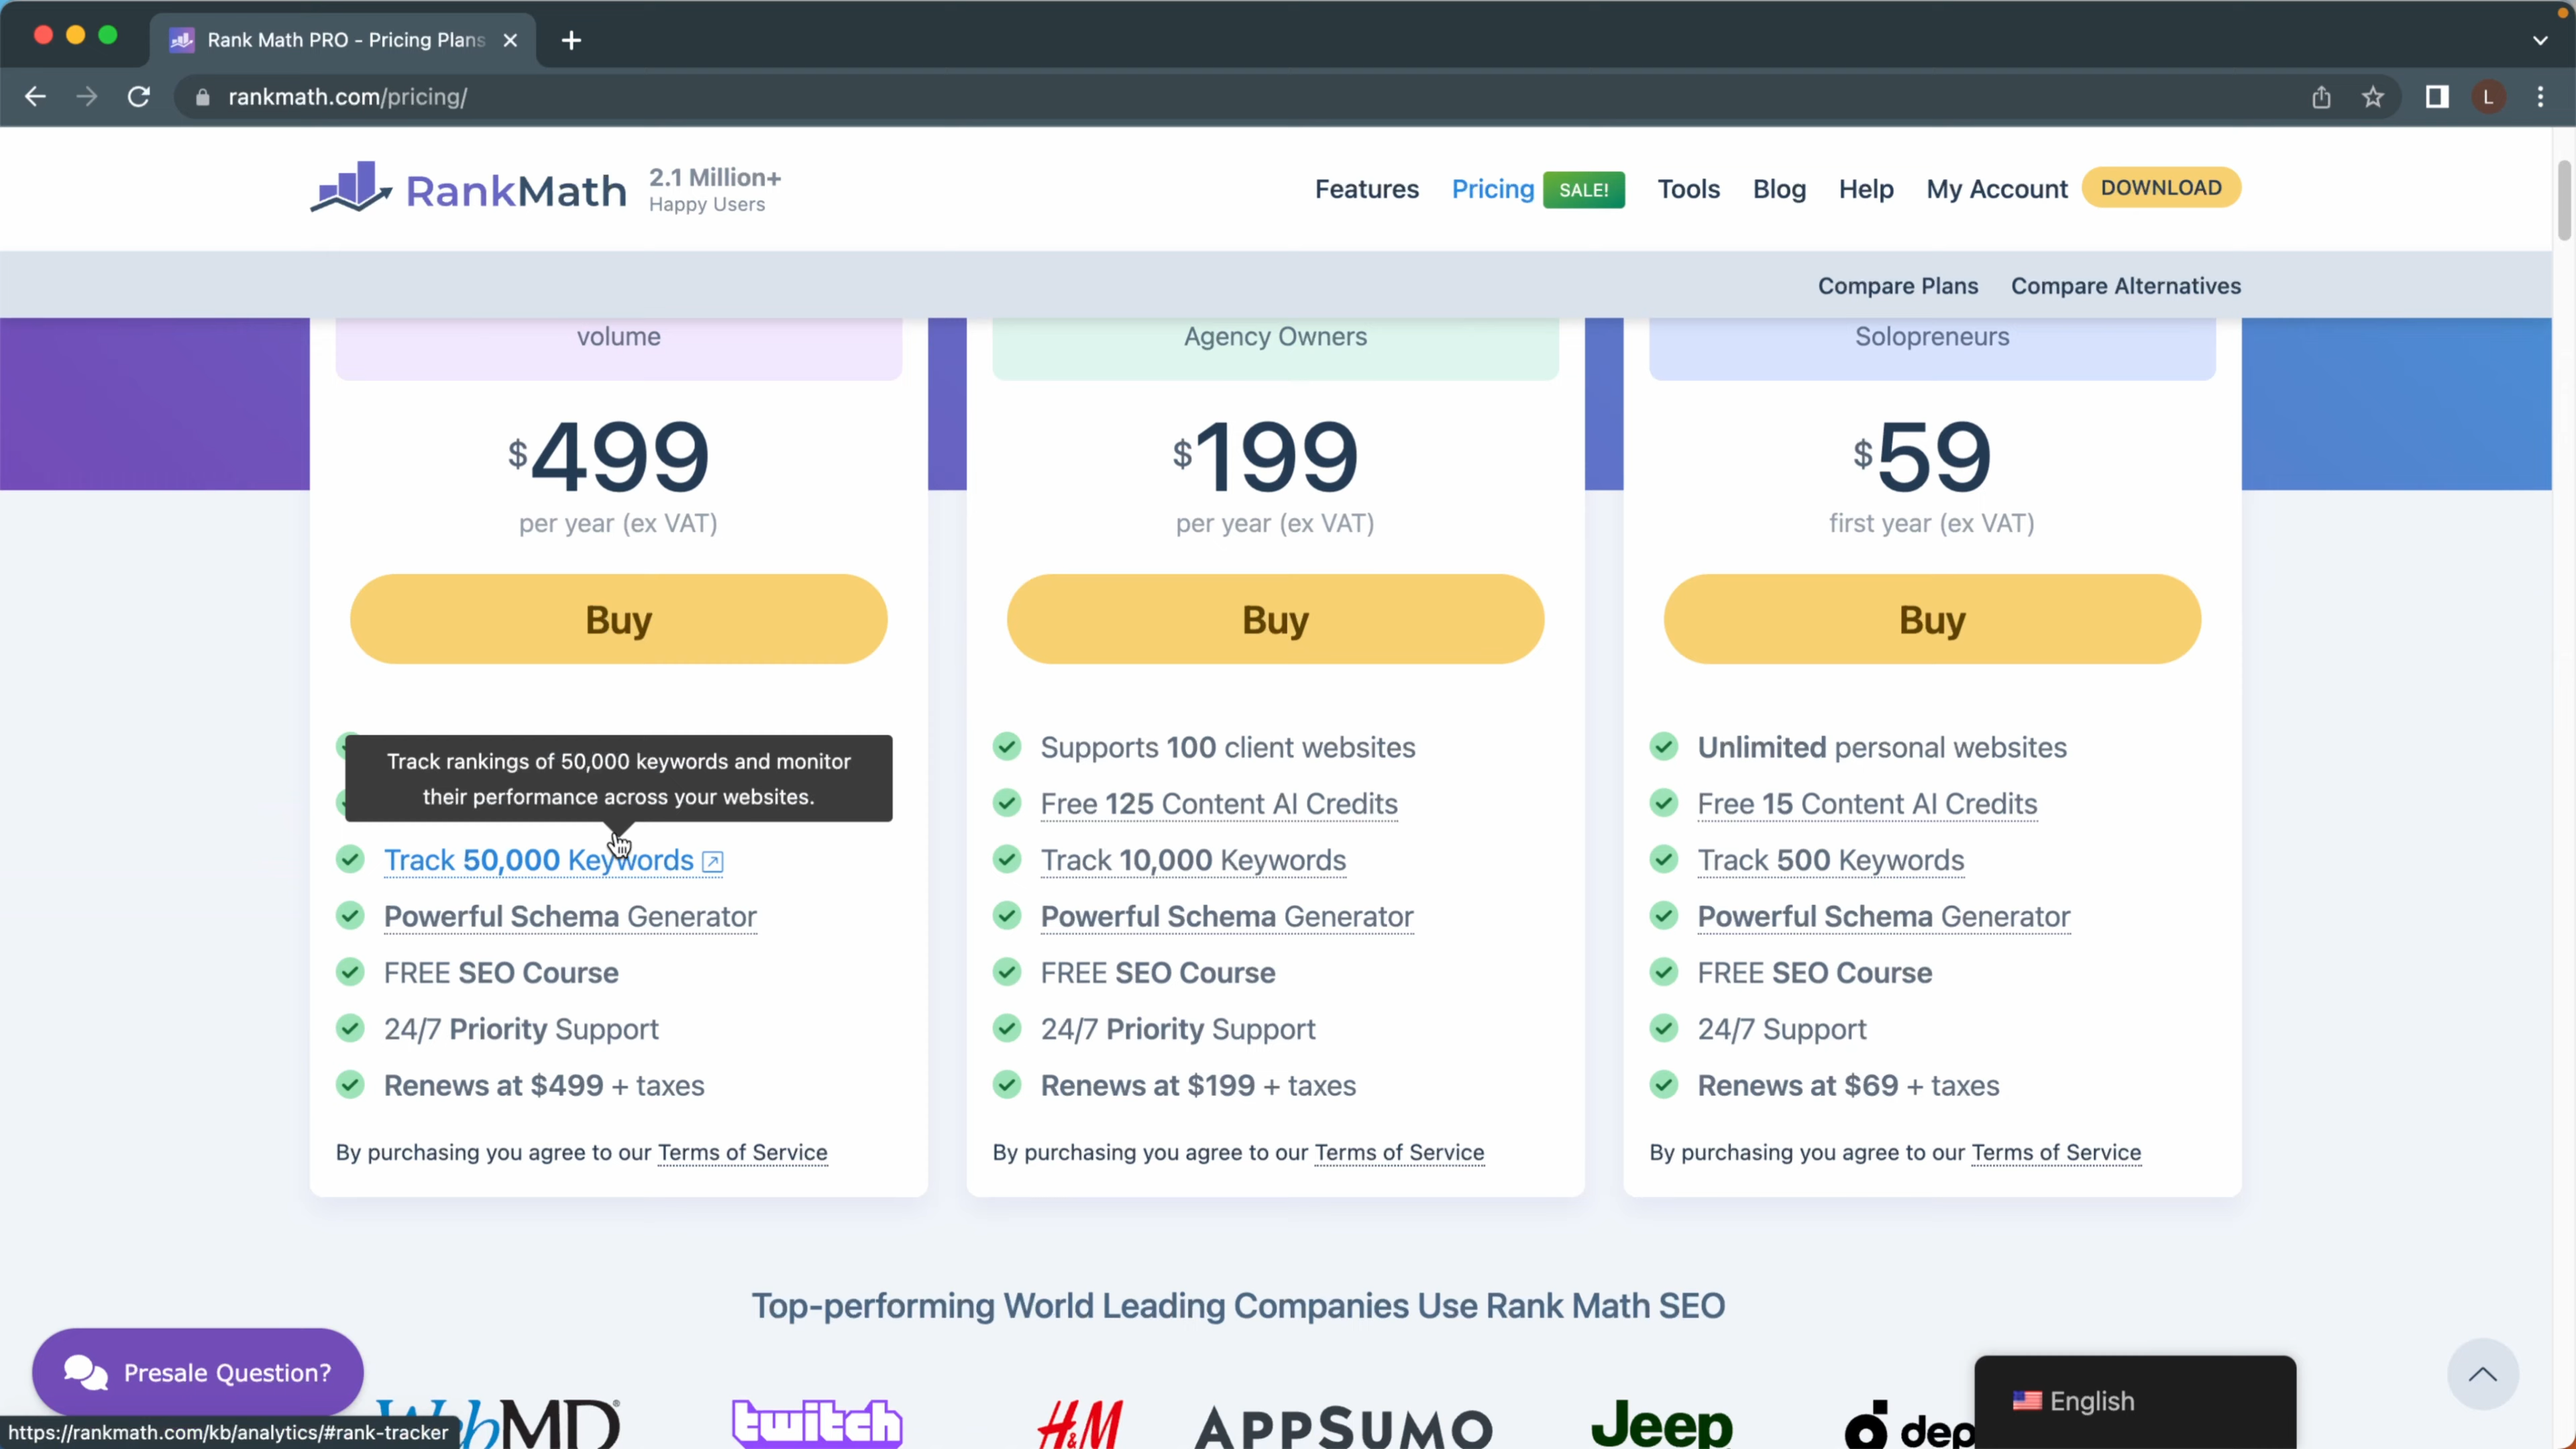 Rank Math PRO - Pricing Plans
rankmath.com/pricing/
L
RankMath
2.1 Million+
Happy Users
Features
Pricing
SALE!
Tools
Blog
Help
My Account
DOWNLOAD
Compare Plans
Compare Alternatives
volume
$499
per year (ex VAT)
Buy
Track rankings of 50,000 keywords and monitor
their performance across your websites.
Track 50,000 Keywords
Powerful Schema Generator
FREE SEO Course
24/7 Priority Support
Renews at $499 + taxes
By purchasing you agree to our Terms of Service
Agency Owners
$199
per year (ex VAT)
Buy
Supports 100 client websites
Free 125 Content AI Credits
Track 10,000 Keywords
Powerful Schema Generator
FREE SEO Course
24/7 Priority Support
Renews at $199 + taxes
By purchasing you agree to our Terms of Service
Solopreneurs
$59
first year (ex VAT)
Buy
Unlimited personal websites
Free 15 Content AI Credits
Track 500 Keywords
Powerful Schema Generator
FREE SEO Course
24/7 Support
Renews at $69 + taxes
By purchasing you agree to our Terms of Service
Top-performing World Leading Companies Use Rank Math SEO
Presale Question?
WebMD
twitch
H&M
APPSUMO
Jeep
dep
English
https://rankmath.com/kb/analytics/#rank-tracker